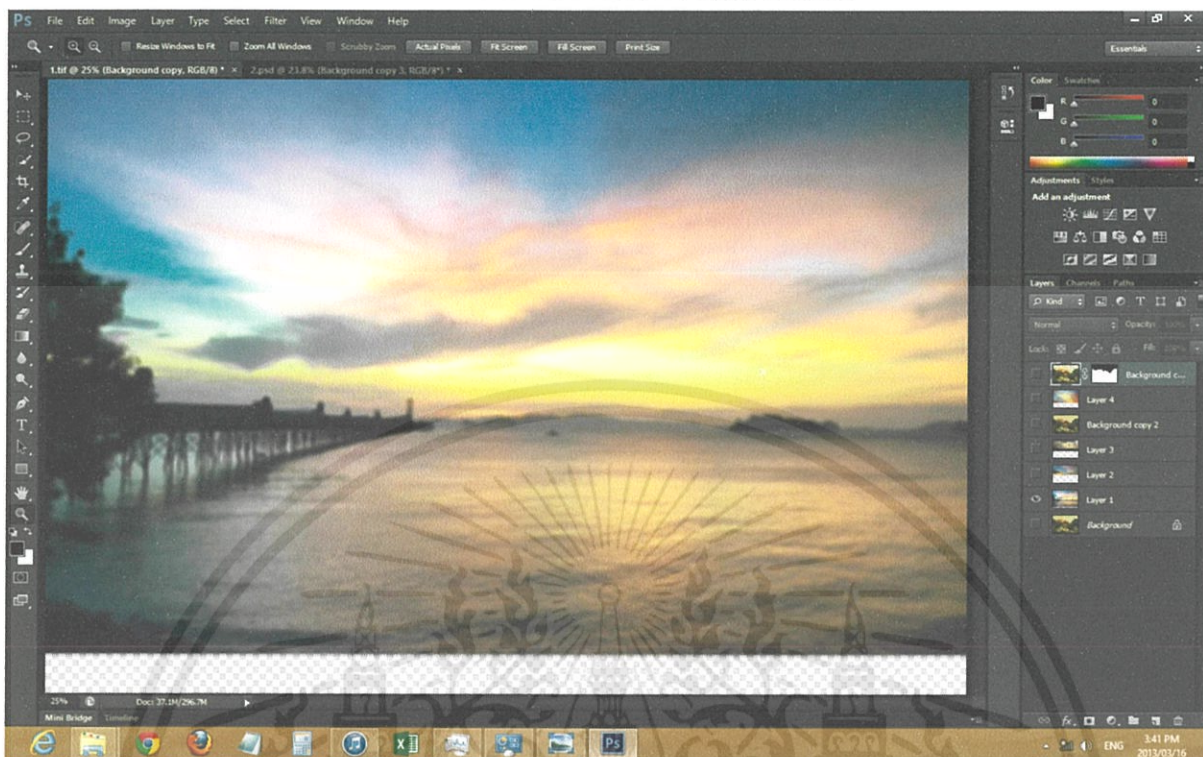 Ps File Edit Image Layer Type Select Filter View Window Help
Resize Windows to Fit Zoom All Windows Scrubby Zoom Actual Pixels Fit Screen Fill Screen Print Size Essentials
1.tif @ 25% (Background copy, RGB/8) * × 2.psd @ 23.8% (Background copy 3, RGB/8*) * ×
Color Swatches
R 0
G 0
B 0
Adjustments Styles
Add an adjustment
Layers Channels Paths
Kind
Normal Opacity:
Lock: Fill:
Background c...
Layer 4
Background copy 2
Layer 3
Layer 2
Layer 1
Background
25% Doc: 37.1M/296.7M
Mini Bridge Timeline
Ps ENG 3:41 PM
2013/03/16